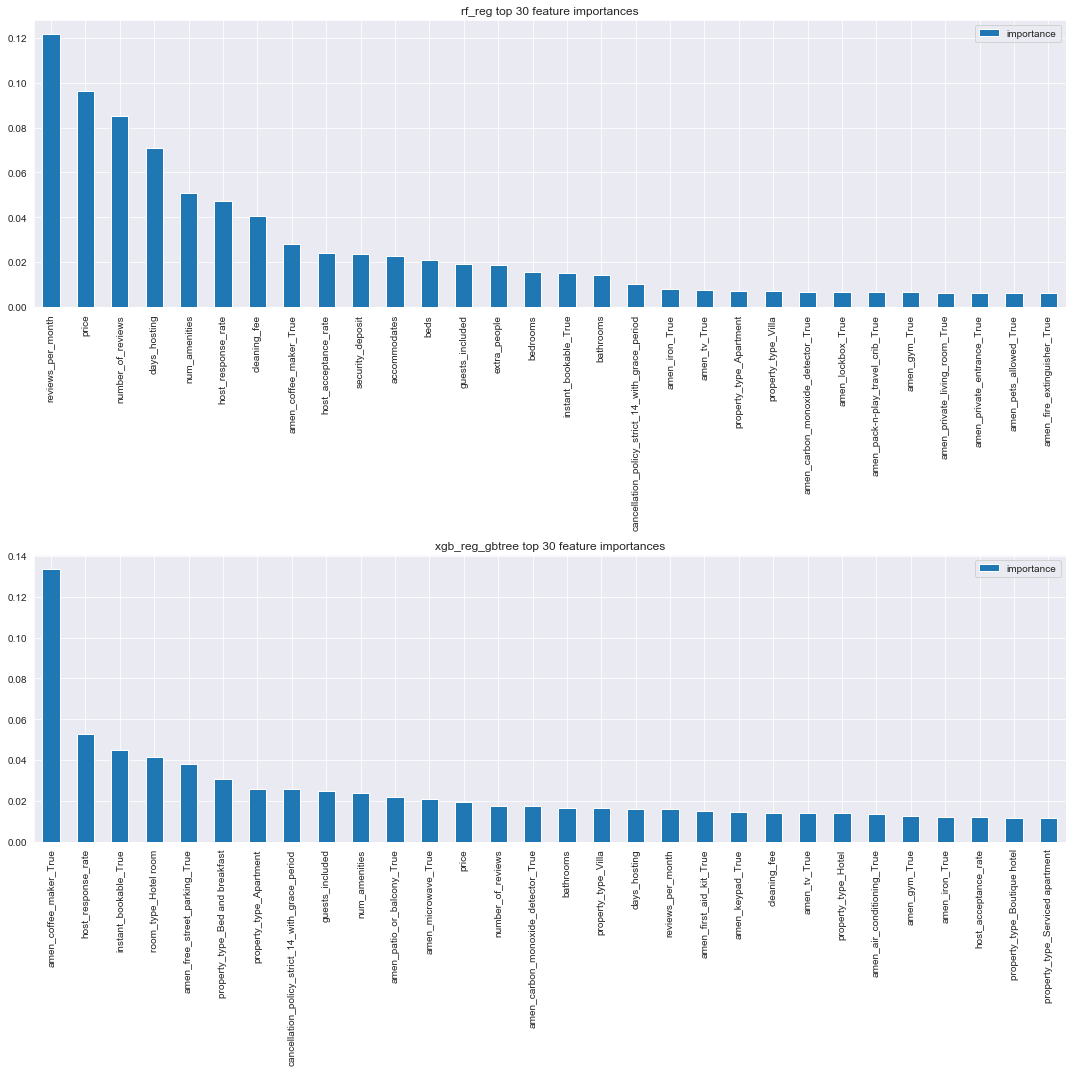 rf_reg top 30 feature importances
importance
0.12
0.10
0.08
0.06
0.04
0.02
0.00
reviews_per_month
price
number_of_reviews
days_hosting
num_amenities
host_response_rate
cleaning_fee
amen_coffee_maker_True
host_acceptance_rate
security_deposit
accommodates
beds
guests_included
extra_people
bedrooms
instant_bookable_True
bathrooms
cancellation_policy_strict_14_with_grace_period
amen_iron_True
amen_tv_True
property_type_Apartment
property_type_Villa
amen_carbon_monoxide_detector_True
amen_lockbox_True
amen_pack-n-play_travel_crib_True
amen_gym_True
amen_private_living_room_True
amen_private_entrance_True
amen_pets_allowed_True
amen_fire_extinguisher_True
xgb_reg_gbtree top 30 feature importances
importance
0.14
0.12
0.10
0.08
0.06
0.04
0.02
0.00
amen_coffee_maker_True
host_response_rate
instant_bookable_True
room_type_Hotel room
amen_free_street_parking_True
property_type_Bed and breakfast
property_type_Apartment
cancellation_policy_strict_14_with_grace_period
guests_included
num_amenities
amen_patio_or_balcony_True
amen_microwave_True
price
number_of_reviews
amen_carbon_monoxide_detector_True
bathrooms
property_type_Villa
days_hosting
reviews_per_month
amen_first_aid_kit_True
amen_keypad_True
cleaning_fee
amen_tv_True
property_type_Hotel
amen_air_conditioning_True
amen_gym_True
amen_iron_True
host_acceptance_rate
property_type_Boutique hotel
property_type_Serviced apartment